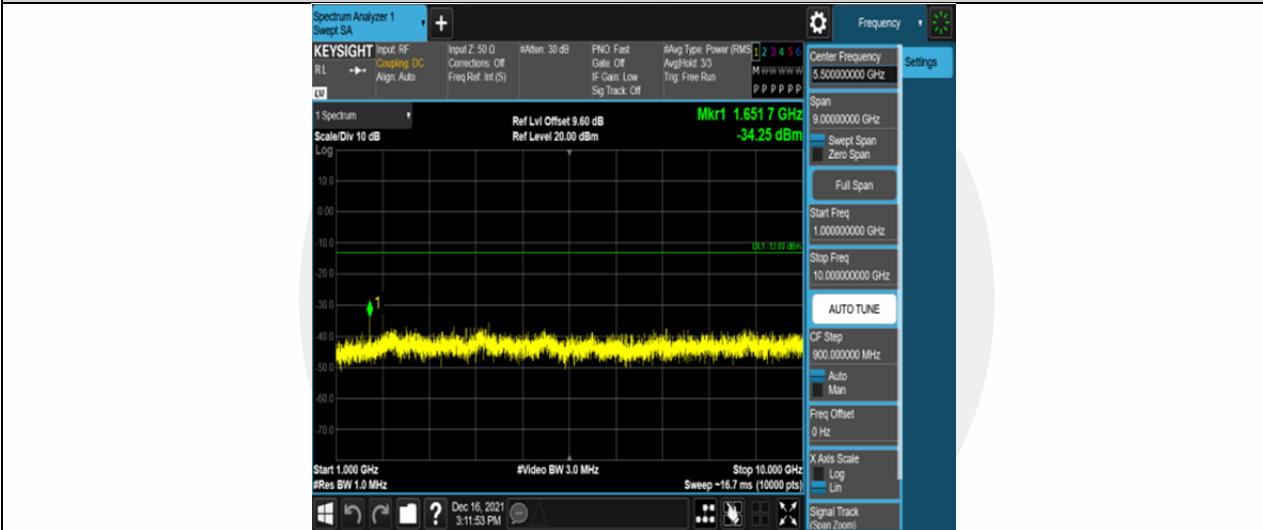 Spectrum Analyzer 1
Swept SA
+
Frequency
KEYSIGHT
RL
LV
Input: RF
Coupling: DC
Align: Auto
Input Z: 50 Ω
Corrections: Off
Freq Ref: Int (S)
#Atten: 30 dB
PNO: Fast
Gate: Off
IF Gain: Low
Sig Track: Off
#Avg Type: Power (RMS
Avg|Hold: 3/3
Trig: Free Run
1 2 3 4 5 6
M W W W W W
P P P P P P
1 Spectrum
Scale/Div 10 dB
Ref Lvl Offset 9.60 dB
Ref Level 20.00 dBm
Mkr1 1.651 7 GHz
-34.25 dBm
Log
10.0
0.00
-10.0
-20.0
-30.0
-40.0
-50.0
-60.0
-70.0
DL1 -13.00 dBm
1
Start 1.000 GHz
#Res BW 1.0 MHz
#Video BW 3.0 MHz
Stop 10.000 GHz
Sweep ~16.7 ms (10000 pts)
Dec 16, 2021
3:11:53 PM
?
Center Frequency
5.500000000 GHz
Span
9.00000000 GHz
Swept Span
Zero Span
Full Span
Start Freq
1.000000000 GHz
Stop Freq
10.000000000 GHz
AUTO TUNE
CF Step
900.000000 MHz
Auto
Man
Freq Offset
0 Hz
X Axis Scale
Log
Lin
Signal Track
(Span Zoom)
Settings